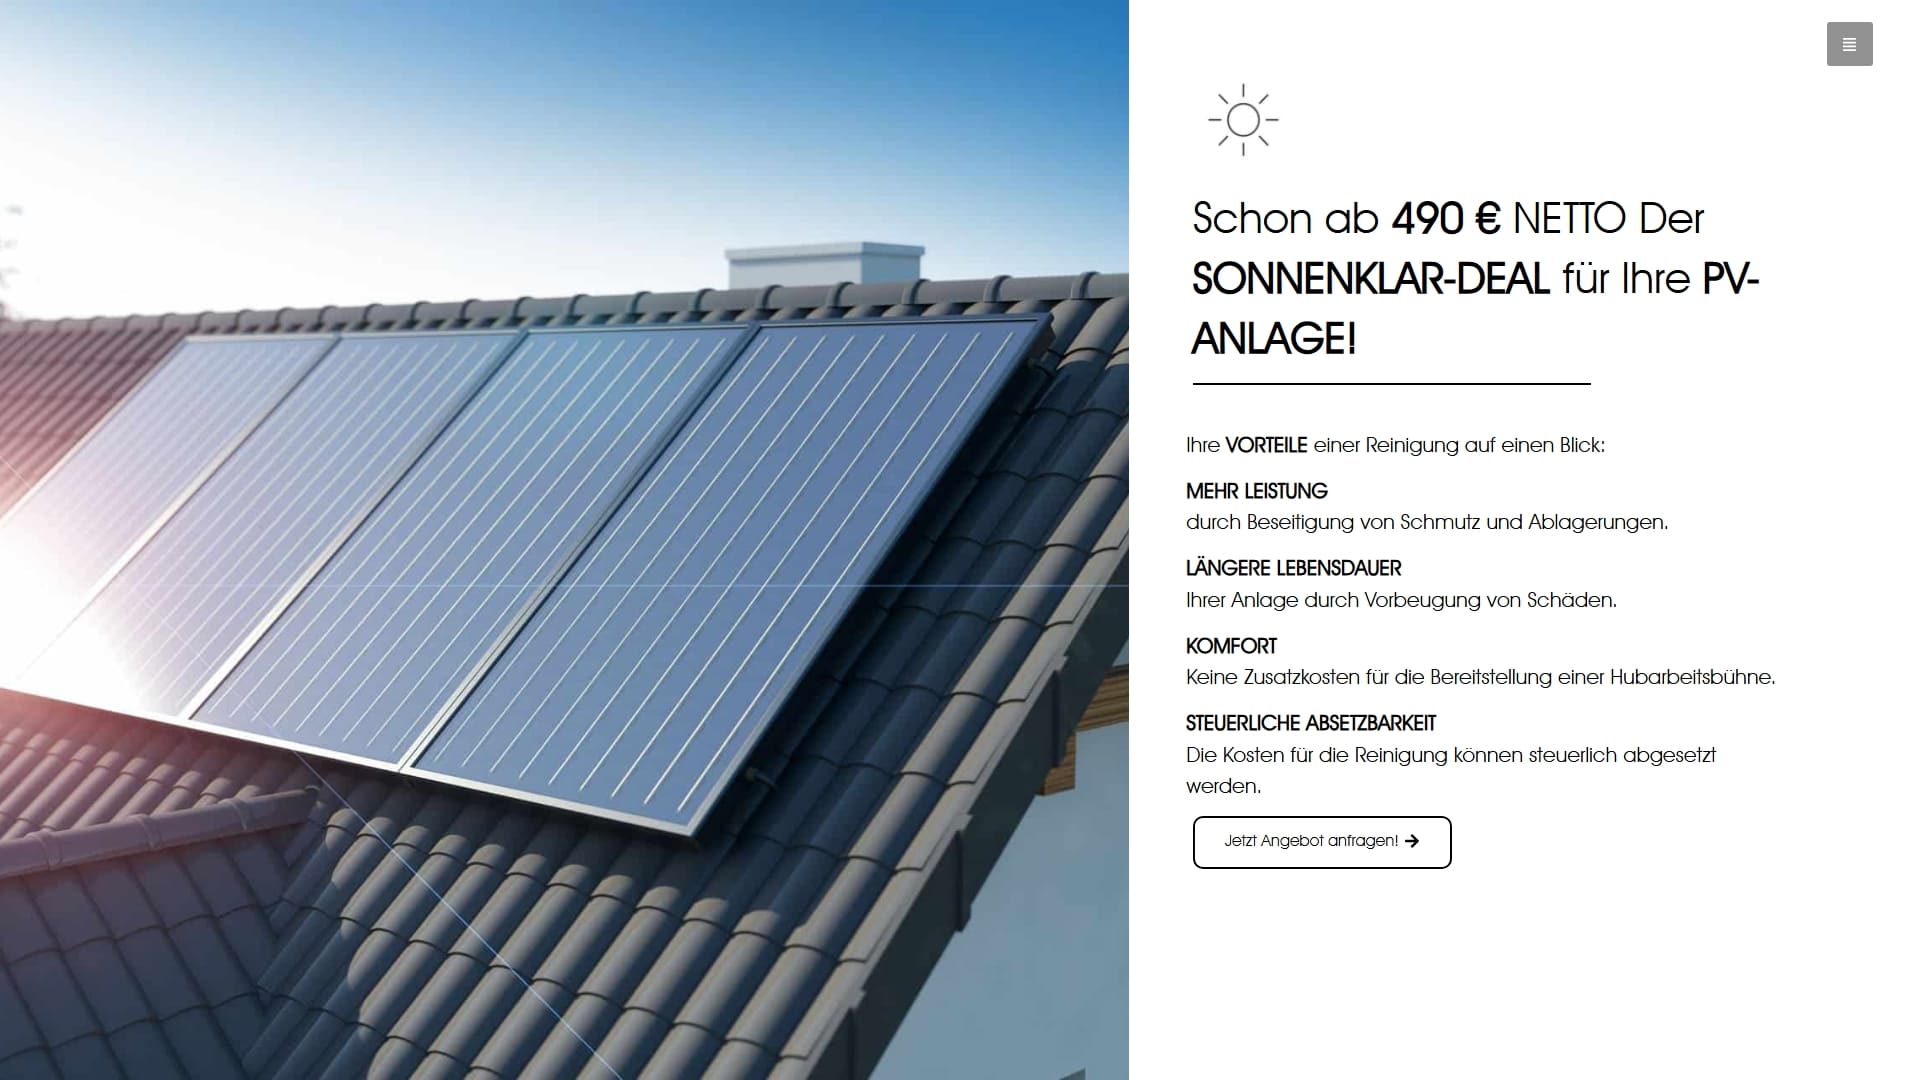 Schon ab 490 € NETTO Der
SONNENKLAR-DEAL für Ihre PV-
ANLAGE!
Ihre VORTEILE einer Reinigung auf einen Blick:
MEHR LEISTUNG
durch Beseitigung von Schmutz und Ablagerungen.
LÄNGERE LEBENSDAUER
Ihrer Anlage durch Vorbeugung von Schäden.
KOMFORT
Keine Zusatzkosten für die Bereitstellung einer Hubarbeitsbühne.
STEUERLICHE ABSETZBARKEIT
Die Kosten für die Reinigung können steuerlich abgesetzt
werden.
Jetzt Angebot anfragen!